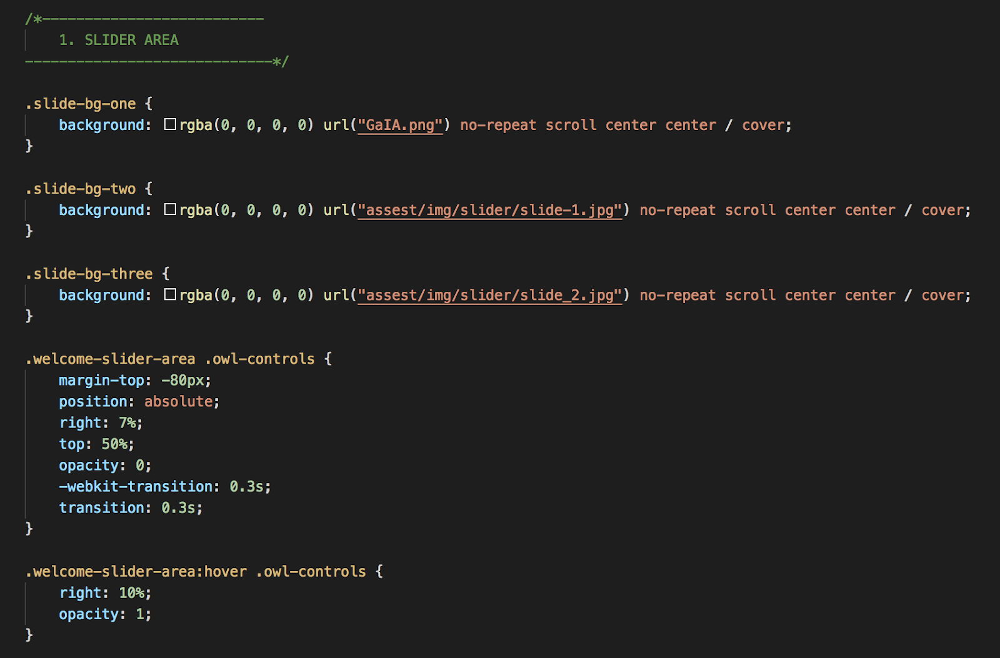 /*--------------------------
    1. SLIDER AREA
-----------------------------*/

.slide-bg-one {
    background: rgba(0, 0, 0, 0) url("GaIA.png") no-repeat scroll center center / cover;
}

.slide-bg-two {
    background: rgba(0, 0, 0, 0) url("assest/img/slider/slide-1.jpg") no-repeat scroll center center / cover;
}

.slide-bg-three {
    background: rgba(0, 0, 0, 0) url("assest/img/slider/slide_2.jpg") no-repeat scroll center center / cover;
}

.welcome-slider-area .owl-controls {
    margin-top: -80px;
    position: absolute;
    right: 7%;
    top: 50%;
    opacity: 0;
    -webkit-transition: 0.3s;
    transition: 0.3s;
}

.welcome-slider-area:hover .owl-controls {
    right: 10%;
    opacity: 1;
}